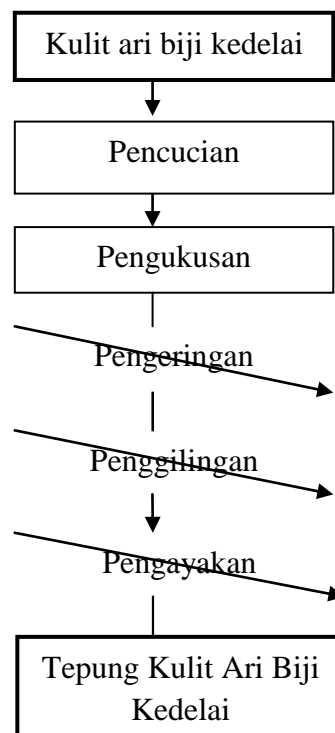 Kulit ari biji kedelai
Pencucian
Pengukusan
Pengeringan
Penggilingan
Pengayakan
Tepung Kulit Ari Biji
Kedelai